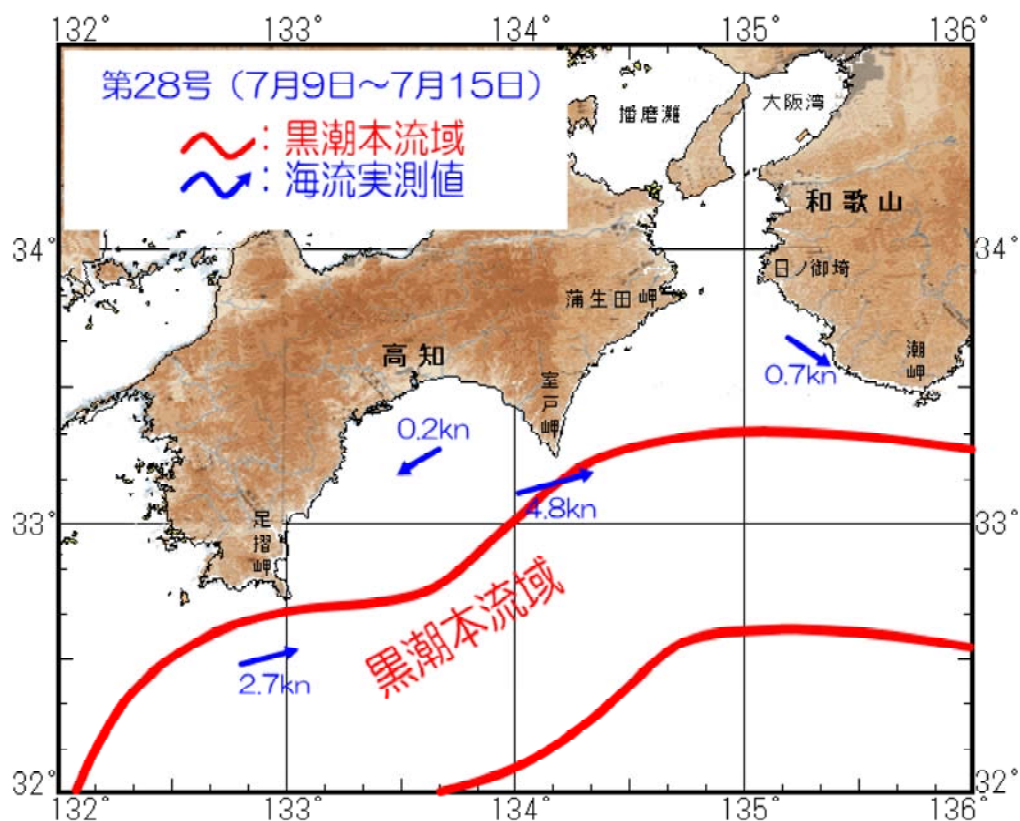 132° 133° 134° 135° 136°
第28号（7月9日～7月15日）
：黒潮本流域
：海流実測値
播磨灘
大阪湾
和歌山
34° 34°
日ノ御埼
蒲生田岬
高知
室戸岬
潮岬
0.7kn
0.2kn
4.8kn
33° 33°
足摺岬
黒潮本流域
2.7kn
32° 32°
132° 133° 134° 135° 136°